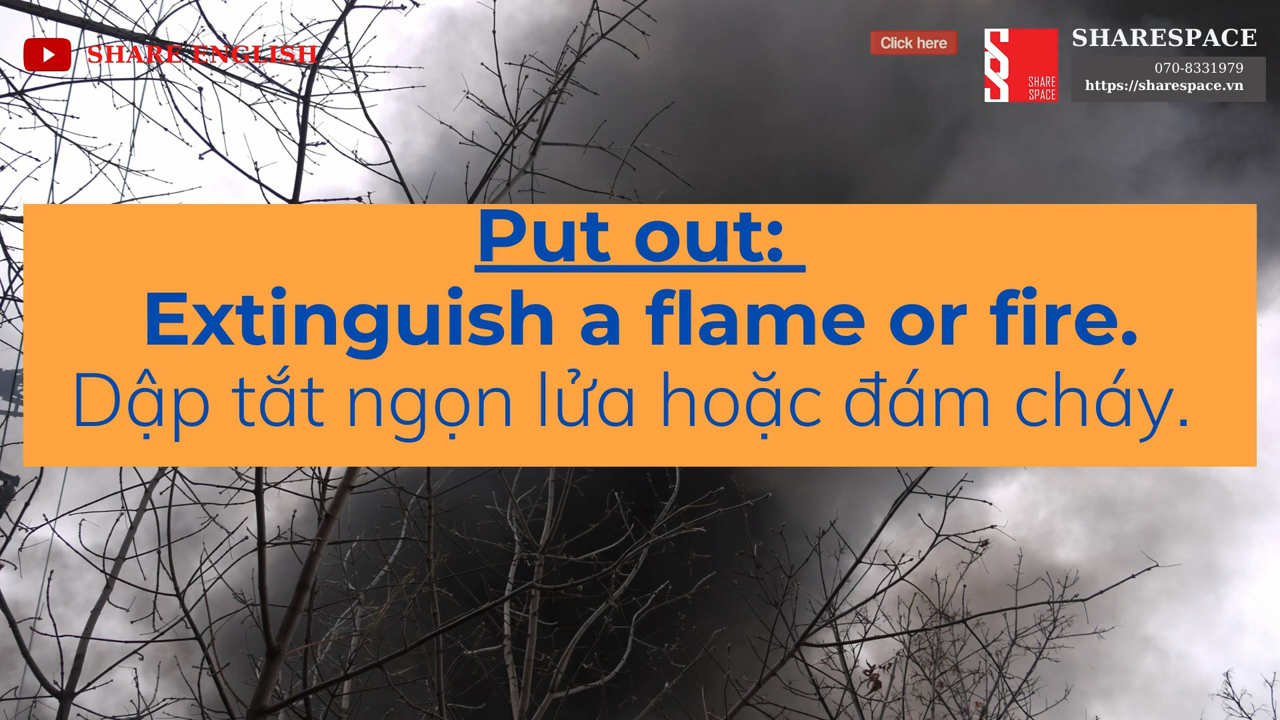 SHARE ENGLISH
Click here
SHARE
SPACE
SHARESPACE
070-8331979
https://sharespace.vn
Put out:
Extinguish a flame or fire.
Dập tắt ngọn lửa hoặc đám cháy.